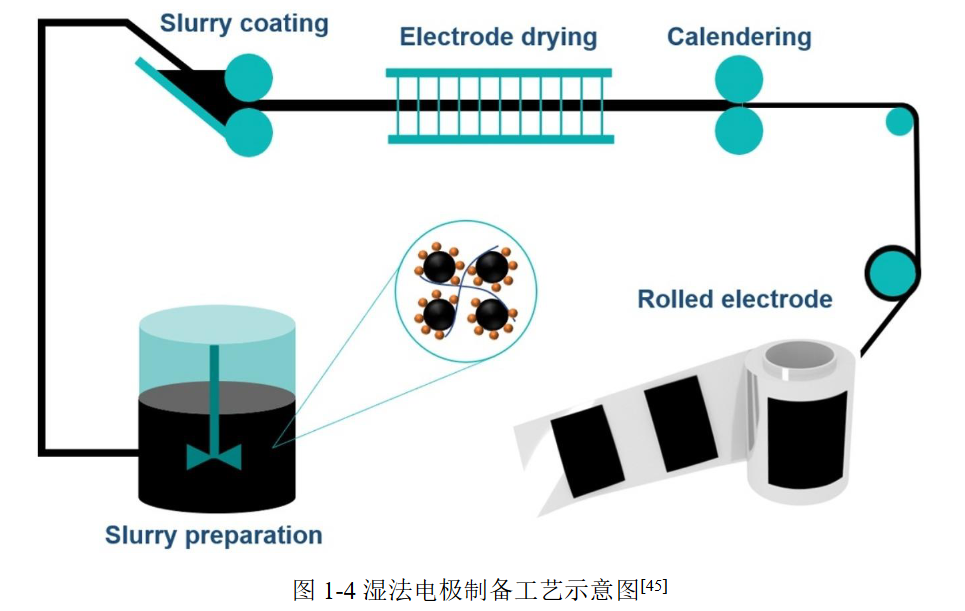 Slurry coating
Electrode drying
Calendering
Rolled electrode
Slurry preparation
图 1-4 湿法电极制备工艺示意图[45]